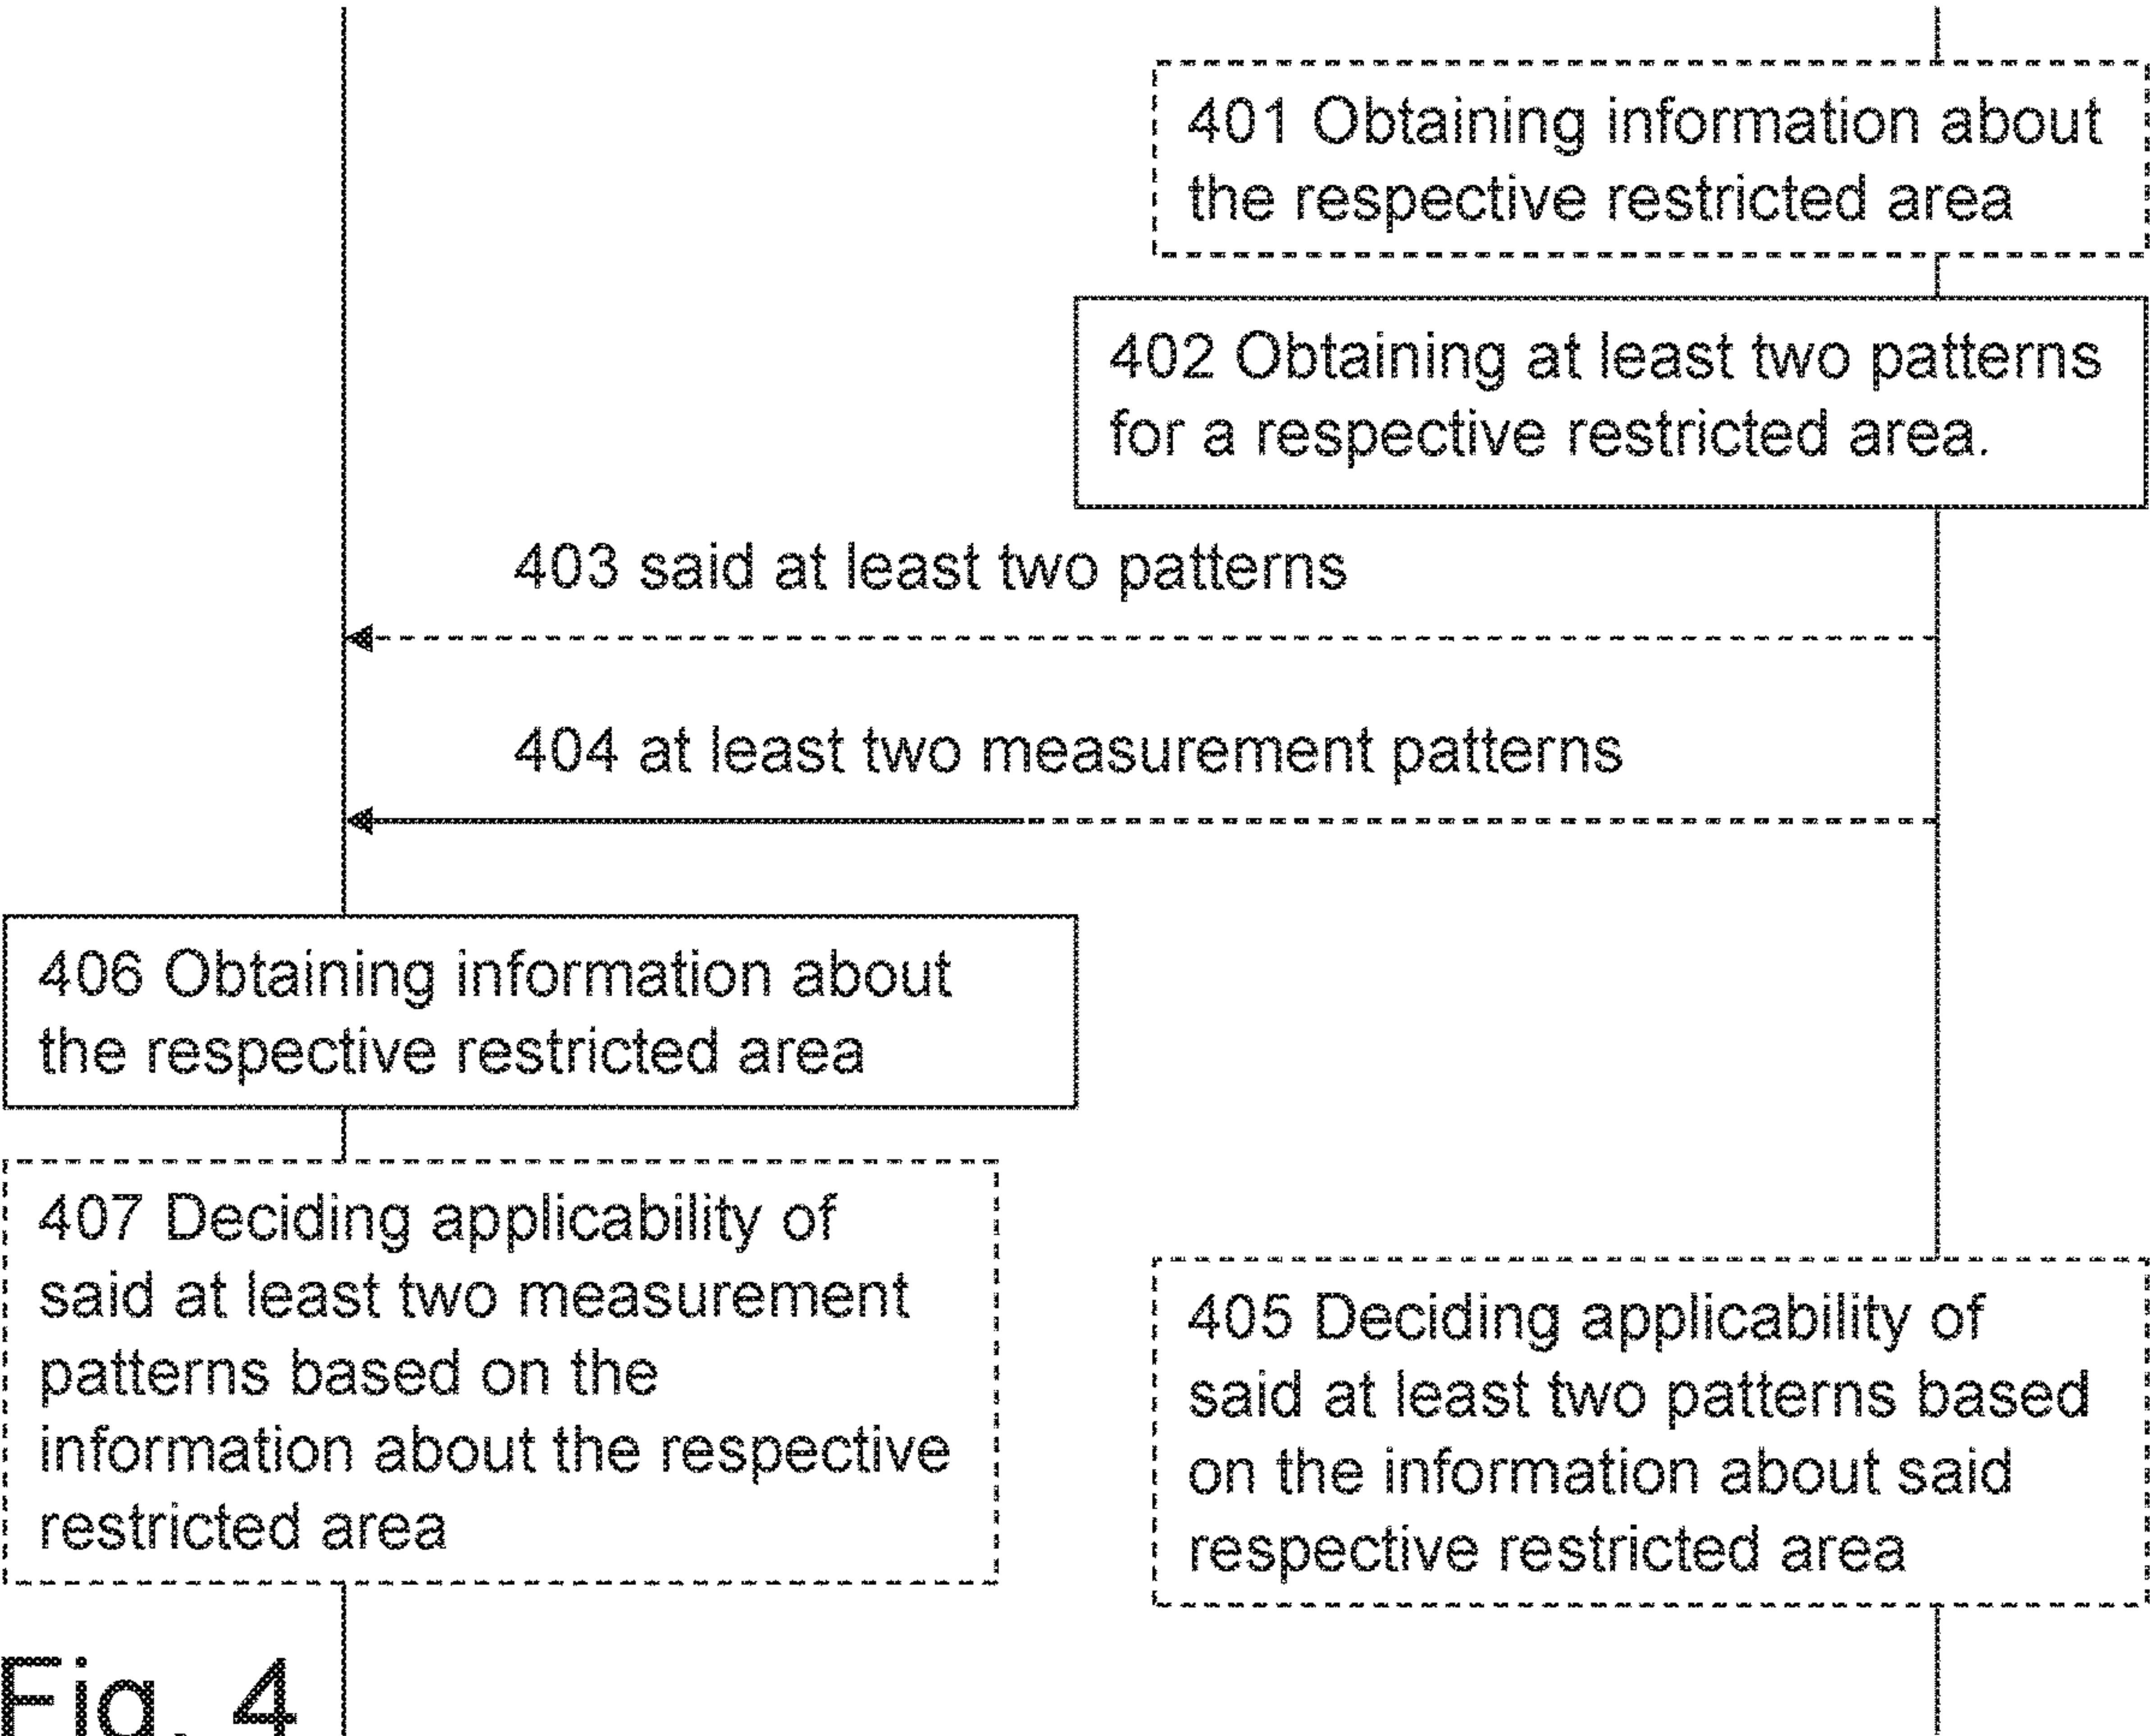 401 Obtaining information about
the respective restricted area
402 Obtaining at least two patterns
for a respective restricted area.
403 said at least two patterns
404 at least two measurement patterns
406 Obtaining information about
the respective restricted area
407 Deciding applicability of
said at least two measurement
patterns based on the
information about the respective
restricted area
405 Deciding applicability of
said at least two patterns based
on the information about said
respective restricted area
Fig. 4